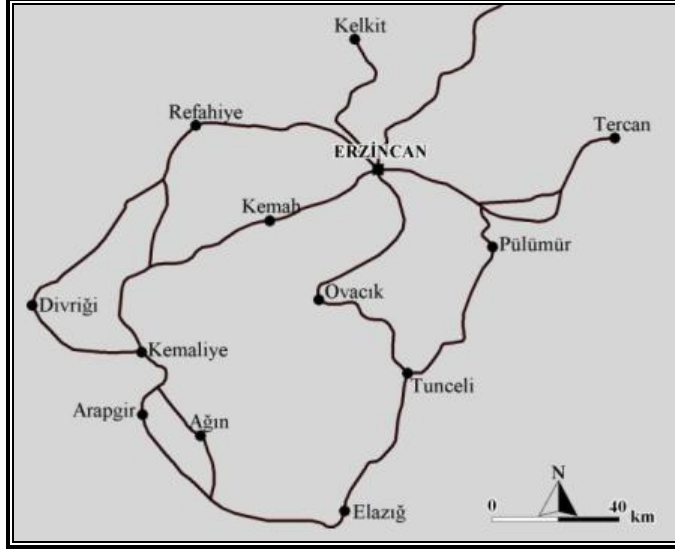 Kelkit
Refahiye
Tercan
ERZİNCAN
Kemah
Pülümür
Ovacık
Divriği
Kemaliye
Tunceli
Arapgir
Ağın
N
0 40 km
Elazığ